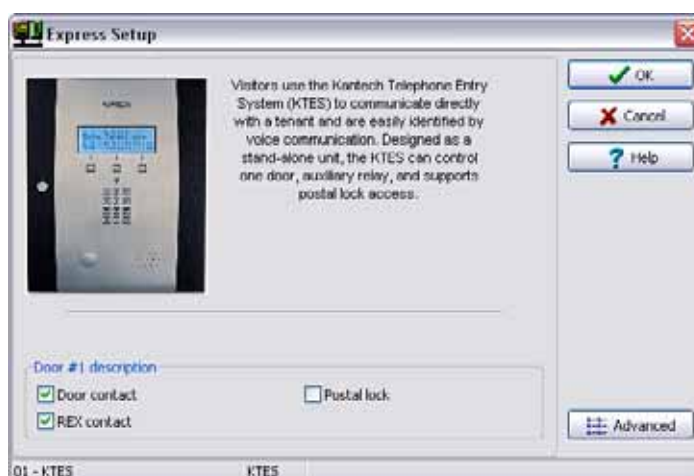 Express Setup
Visitors use the Kantech Telephone Entry
System (KTES) to communicate directly
with a tenant and are easily identified by
voice communication. Designed as a
stand-alone unit, the KTES can control
one door, auxiliary relay, and supports
postal lock access.
OK
Cancel
Help
Door #1 description
Door contact
Postal lock
REX contact
Advanced
01 - KTES
KTES